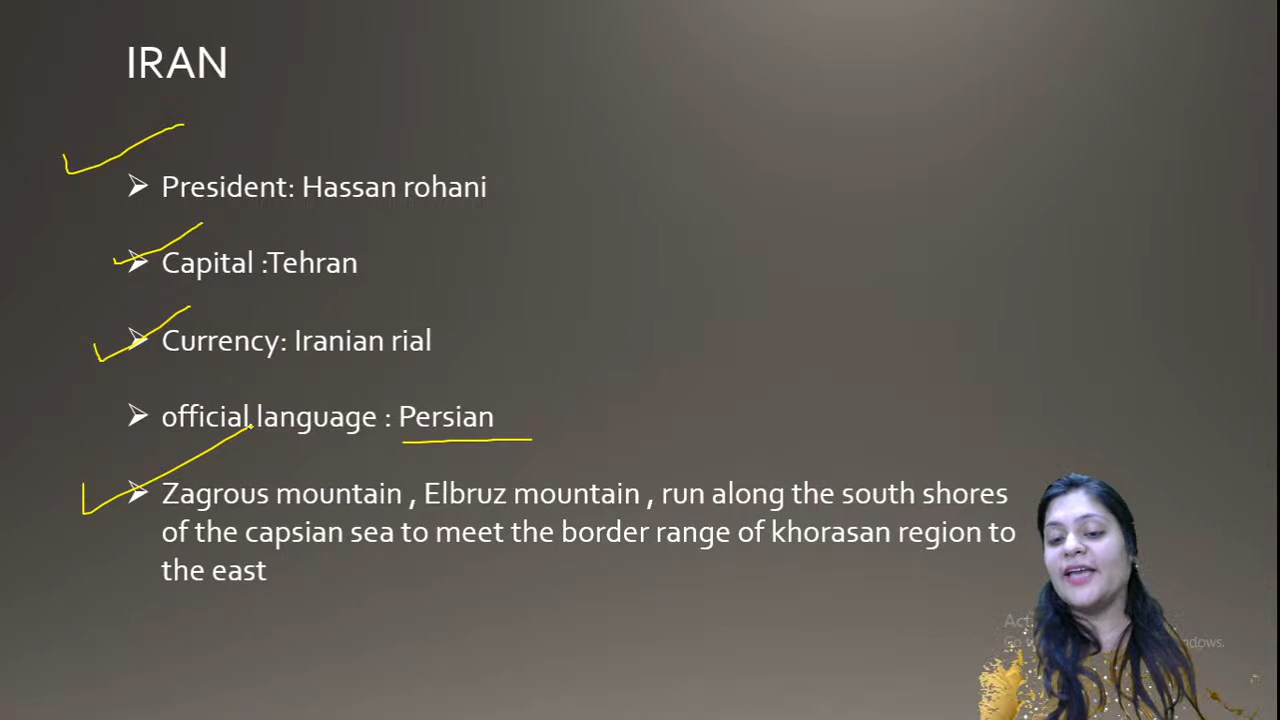 IRAN
President: Hassan rohani
Capital :Tehran
Currency: Iranian rial
official language : Persian
Zagrous mountain , Elbruz mountain , run along the south shores
of the capsian sea to meet the border range of khorasan region to
the east